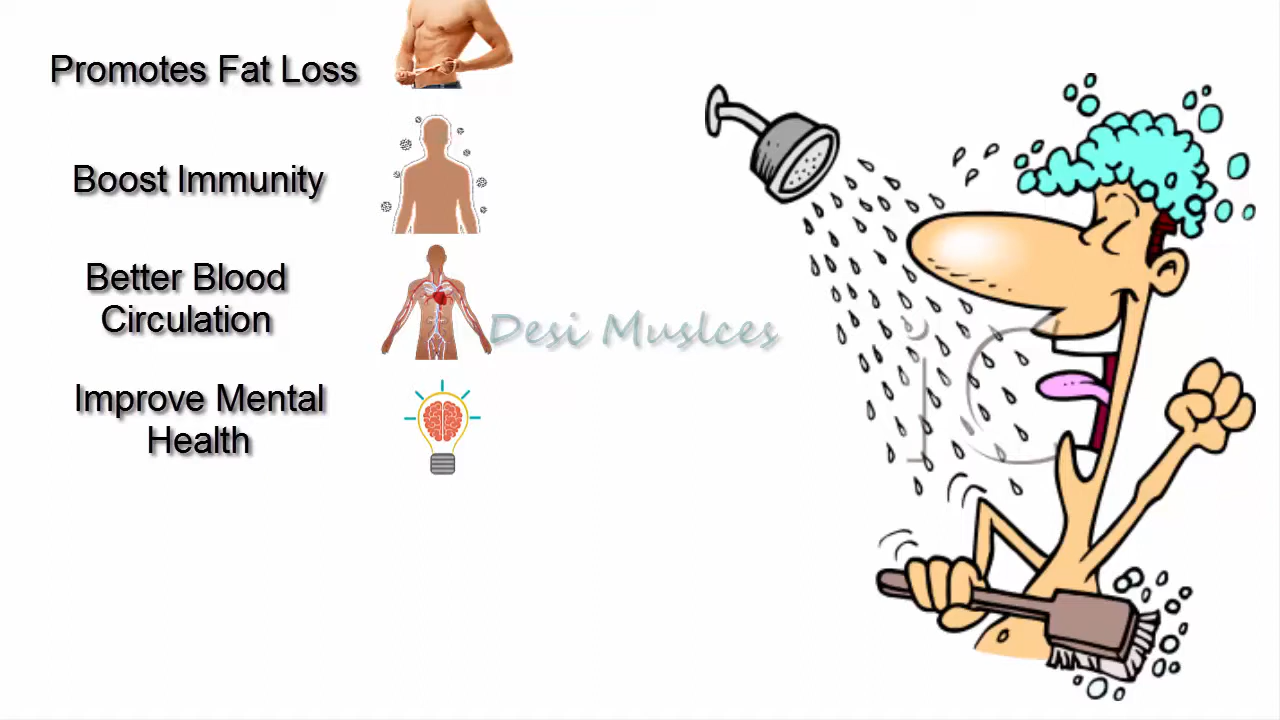 Promotes Fat Loss
Boost Immunity
Better Blood
Circulation
Desi Muslces
Improve Mental
Health